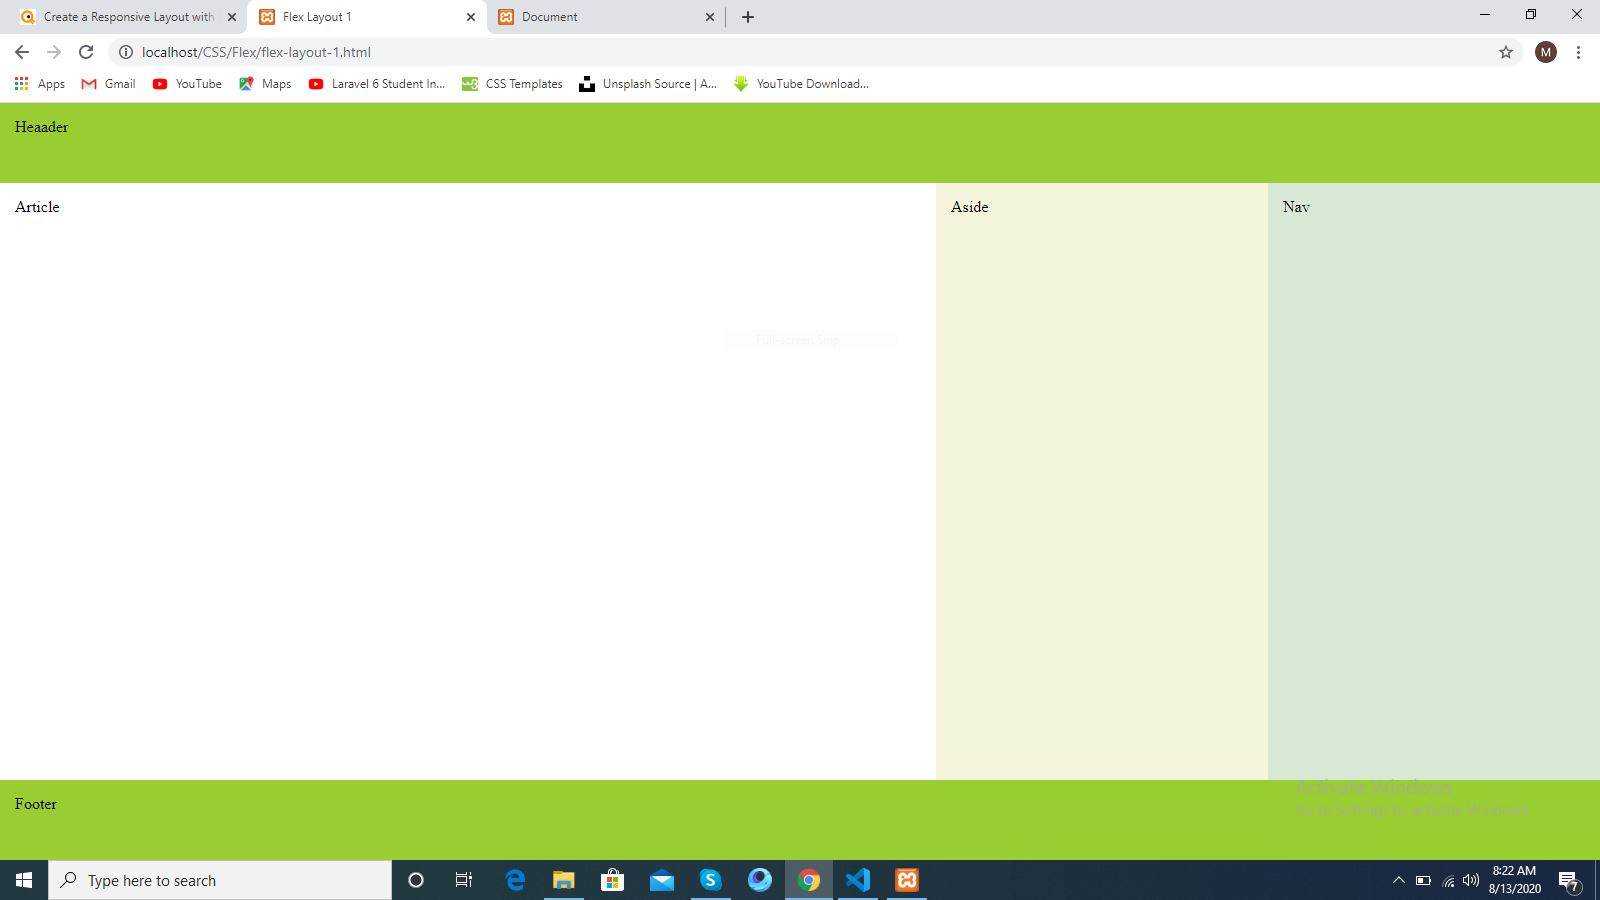 Create a Responsive Layout with
Flex Layout 1
Document
localhost/CSS/Flex/flex-layout-1.html
M
Apps
Gmail
YouTube
Maps
Laravel 6 Student In...
CSS Templates
Unsplash Source | A...
YouTube Download...
Heaader
Article
Aside
Nav
Full-screen Snip
Footer
Activate Windows
Go to Settings to activate Windows.
Type here to search
8:22 AM
8/13/2020
7